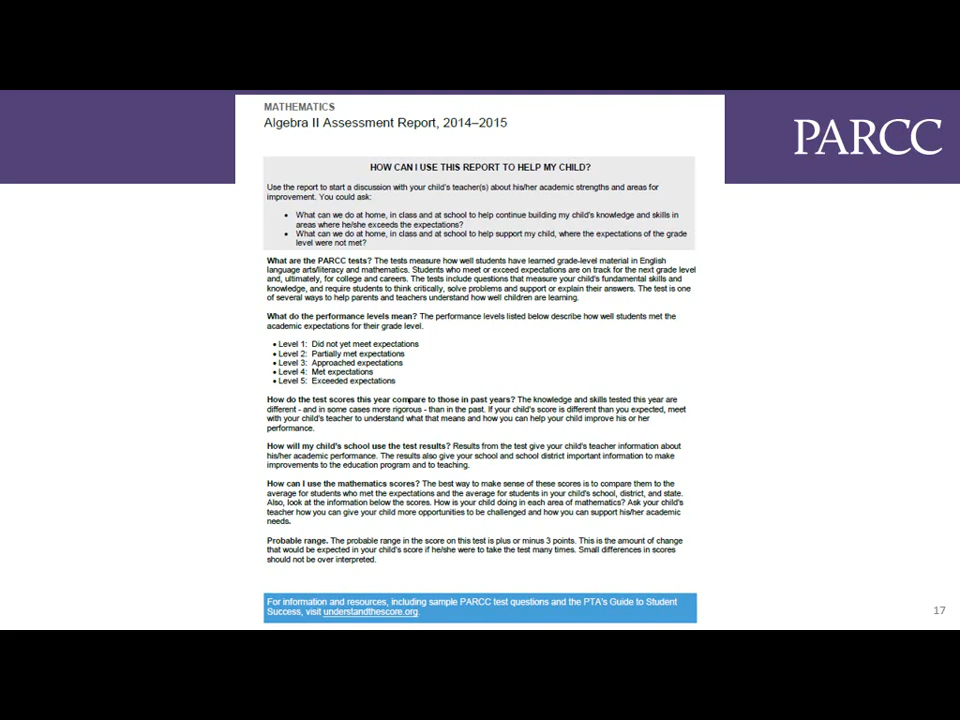 MATHEMATICS
Algebra II Assessment Report, 2014–2015
PARCC
HOW CAN I USE THIS REPORT TO HELP MY CHILD?
Use the report to start a discussion with your child's teacher(s) about his/her academic strengths and areas for
improvement. You could ask:
• What can we do at home, in class and at school to help continue building my child's knowledge and skills in
areas where he/she exceeds the expectations?
• What can we do at home, in class and at school to help support my child, where the expectations of the grade
level were not met?
What are the PARCC tests? The tests measure how well students have learned grade-level material in English
language arts/literacy and mathematics. Students who meet or exceed expectations are on track for the next grade level
and, ultimately, for college and careers. The tests include questions that measure your child's fundamental skills and
knowledge, and require students to think critically, solve problems and support or explain their answers. The test is one
of several ways to help parents and teachers understand how well children are learning.
What do the performance levels mean? The performance levels listed below describe how well students met the
academic expectations for their grade level.
• Level 1: Did not yet meet expectations
• Level 2: Partially met expectations
• Level 3: Approached expectations
• Level 4: Met expectations
• Level 5: Exceeded expectations
How do the test scores this year compare to those in past years? The knowledge and skills tested this year are
different - and in some cases more rigorous - than in the past. If your child's score is different than you expected, meet
with your child's teacher to understand what that means and how you can help your child improve his or her
performance.
How will my child's school use the test results? Results from the test give your child's teacher information about
his/her academic performance. The results also give your school and school district important information to make
improvements to the education program and to teaching.
How can I use the mathematics scores? The best way to make sense of these scores is to compare them to the
average for students who met the expectations and the average for students in your child's school, district, and state.
Also, look at the information below the scores. How is your child doing in each area of mathematics? Ask your child's
teacher how you can give your child more opportunities to be challenged and how you can support his/her academic
needs.
Probable range. The probable range in the score on this test is plus or minus 3 points. This is the amount of change
that would be expected in your child's score if he/she were to take the test many times. Small differences in scores
should not be over interpreted.
For information and resources, including sample PARCC test questions and the PTA's Guide to Student
Success, visit understandthescore.org.
17